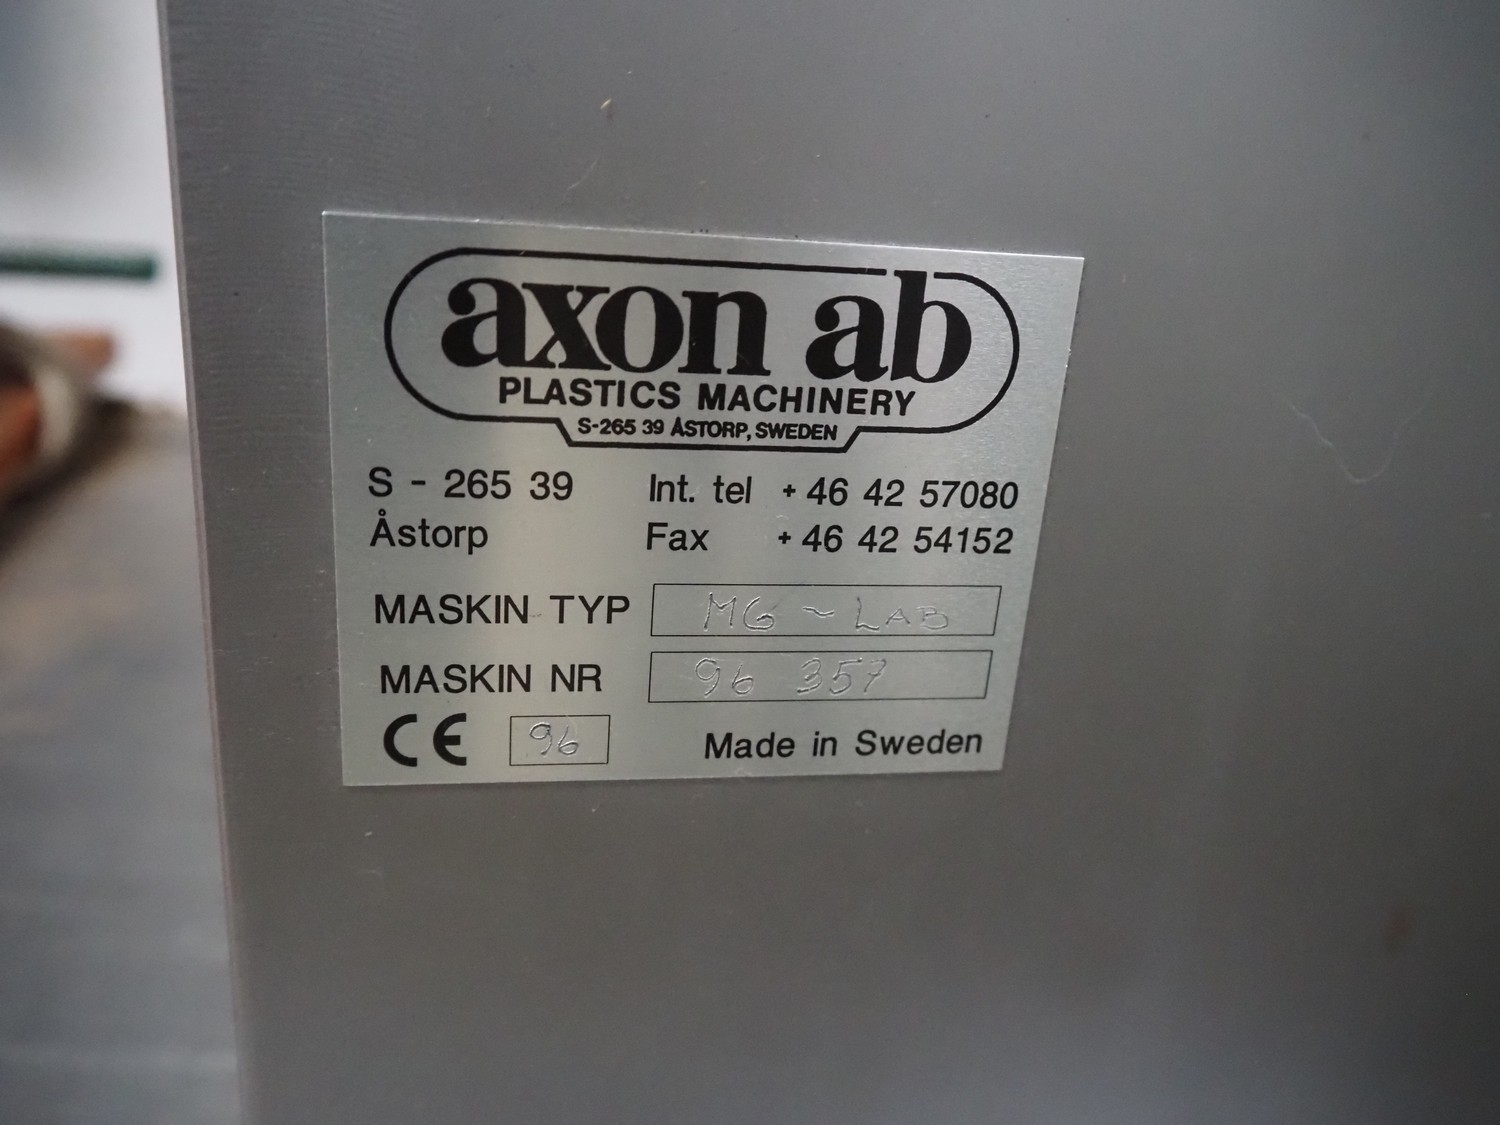 axon ab
PLASTICS MACHINERY
S-265 39 ÅSTORP, SWEDEN
S - 265 39 Int. tel + 46 42 57080
Åstorp Fax + 46 42 54152
MASKIN TYP MG ~ LAB
MASKIN NR 96 357
CE 96 Made in Sweden